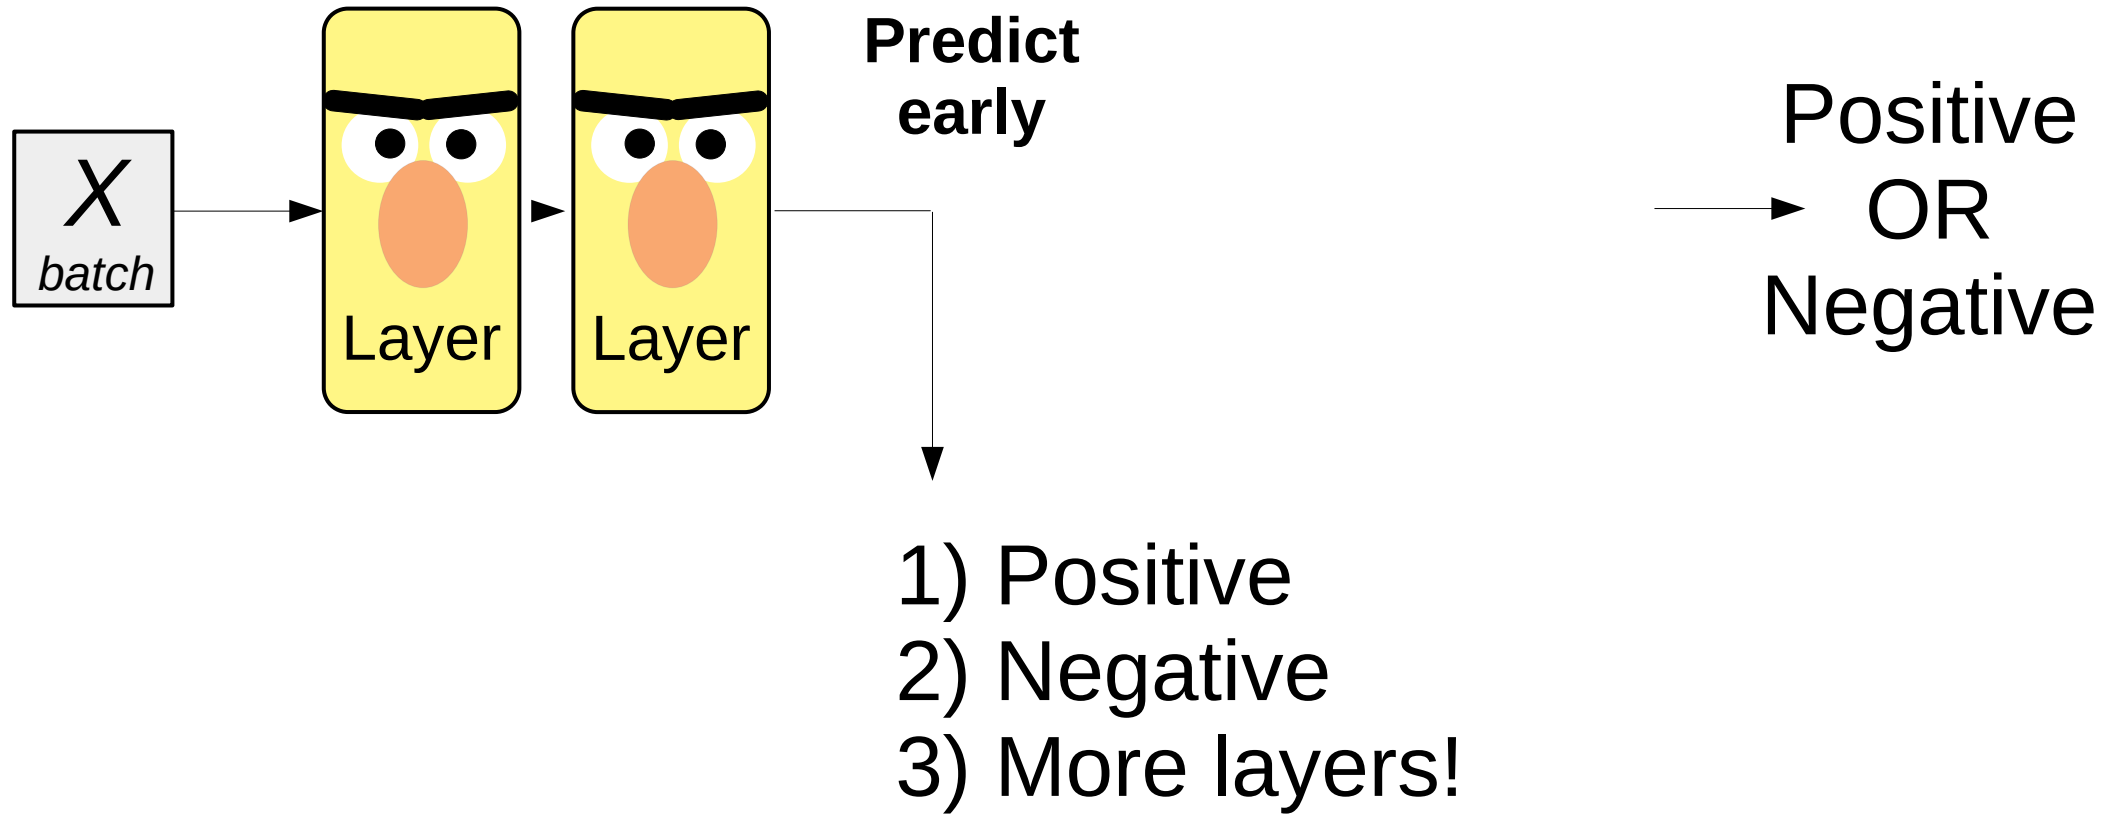 X
batch
Layer
Layer
Predict
early
1) Positive
2) Negative
3) More layers!
Positive
OR
Negative